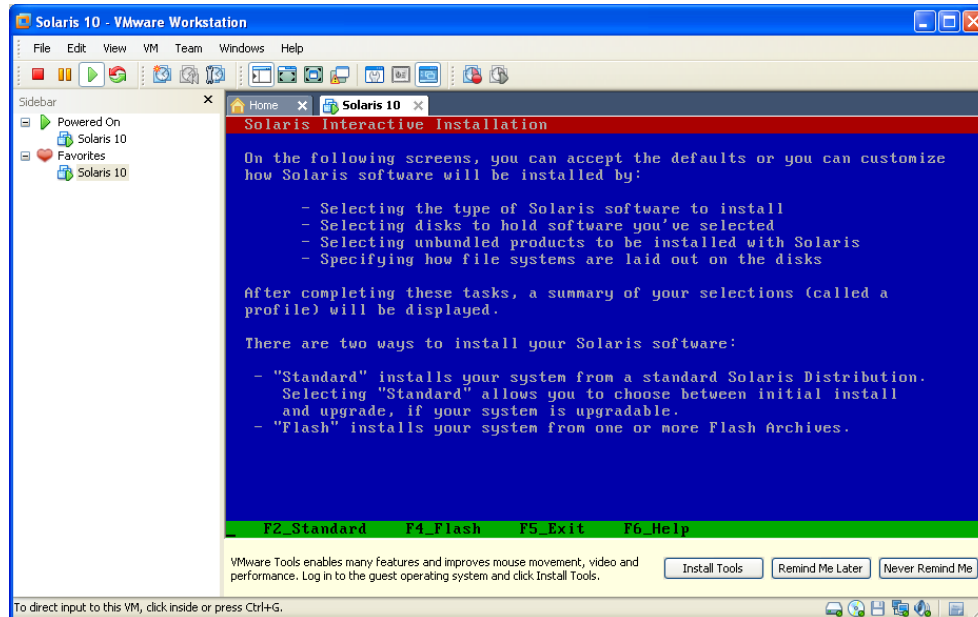 Solaris 10 - VMware Workstation
File Edit View VM Team Windows Help
Sidebar
Powered On
Solaris 10
Favorites
Solaris 10
Home
Solaris 10
Solaris Interactive Installation
On the following screens, you can accept the defaults or you can customize
how Solaris software will be installed by:
- Selecting the type of Solaris software to install
- Selecting disks to hold software you've selected
- Selecting unbundled products to be installed with Solaris
- Specifying how file systems are laid out on the disks
After completing these tasks, a summary of your selections (called a
profile) will be displayed.
There are two ways to install your Solaris software:
- "Standard" installs your system from a standard Solaris Distribution.
Selecting "Standard" allows you to choose between initial install
and upgrade, if your system is upgradable.
- "Flash" installs your system from one or more Flash Archives.
F2_Standard F4_Flash F5_Exit F6_Help
VMware Tools enables many features and improves mouse movement, video and
performance. Log in to the guest operating system and click Install Tools.
Install Tools Remind Me Later Never Remind Me
To direct input to this VM, click inside or press Ctrl+G.